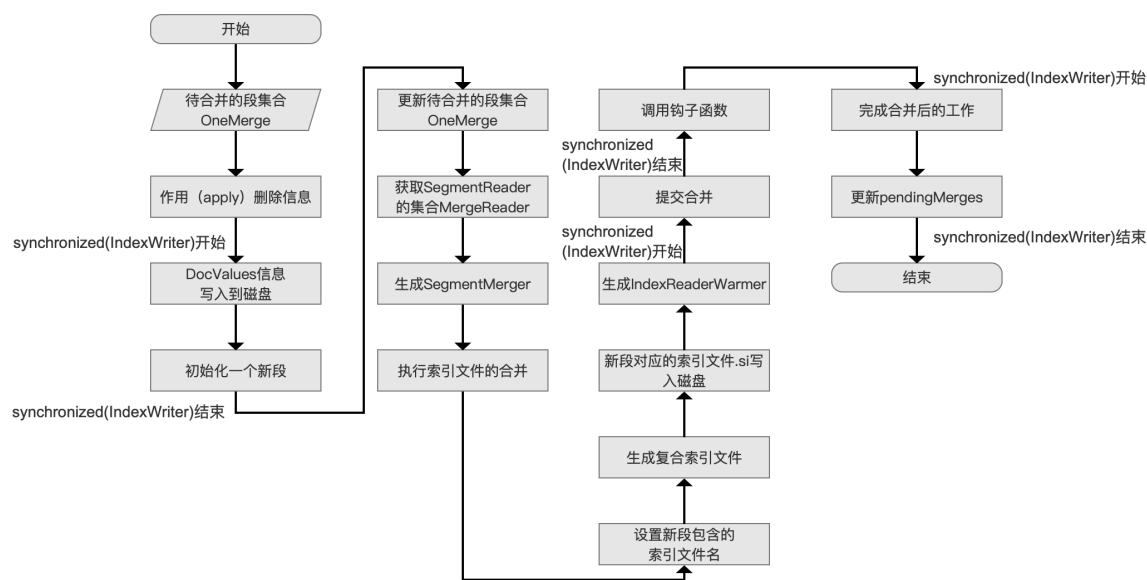 开始
待合并的段集合
OneMerge
作用（apply）删除信息
synchronized(IndexWriter)开始
DocValues信息
写入到磁盘
初始化一个新段
synchronized(IndexWriter)结束
更新待合并的段集合
OneMerge
获取SegmentReader
的集合MergeReader
生成SegmentMerger
执行索引文件的合并
设置新段包含的
索引文件名
生成复合索引文件
新段对应的索引文件.si写
入磁盘
生成IndexReaderWarmer
synchronized
(IndexWriter)开始
提交合并
synchronized
(IndexWriter)结束
调用钩子函数
synchronized(IndexWriter)开始
完成合并后的工作
更新pendingMerges
synchronized(IndexWriter)结束
结束